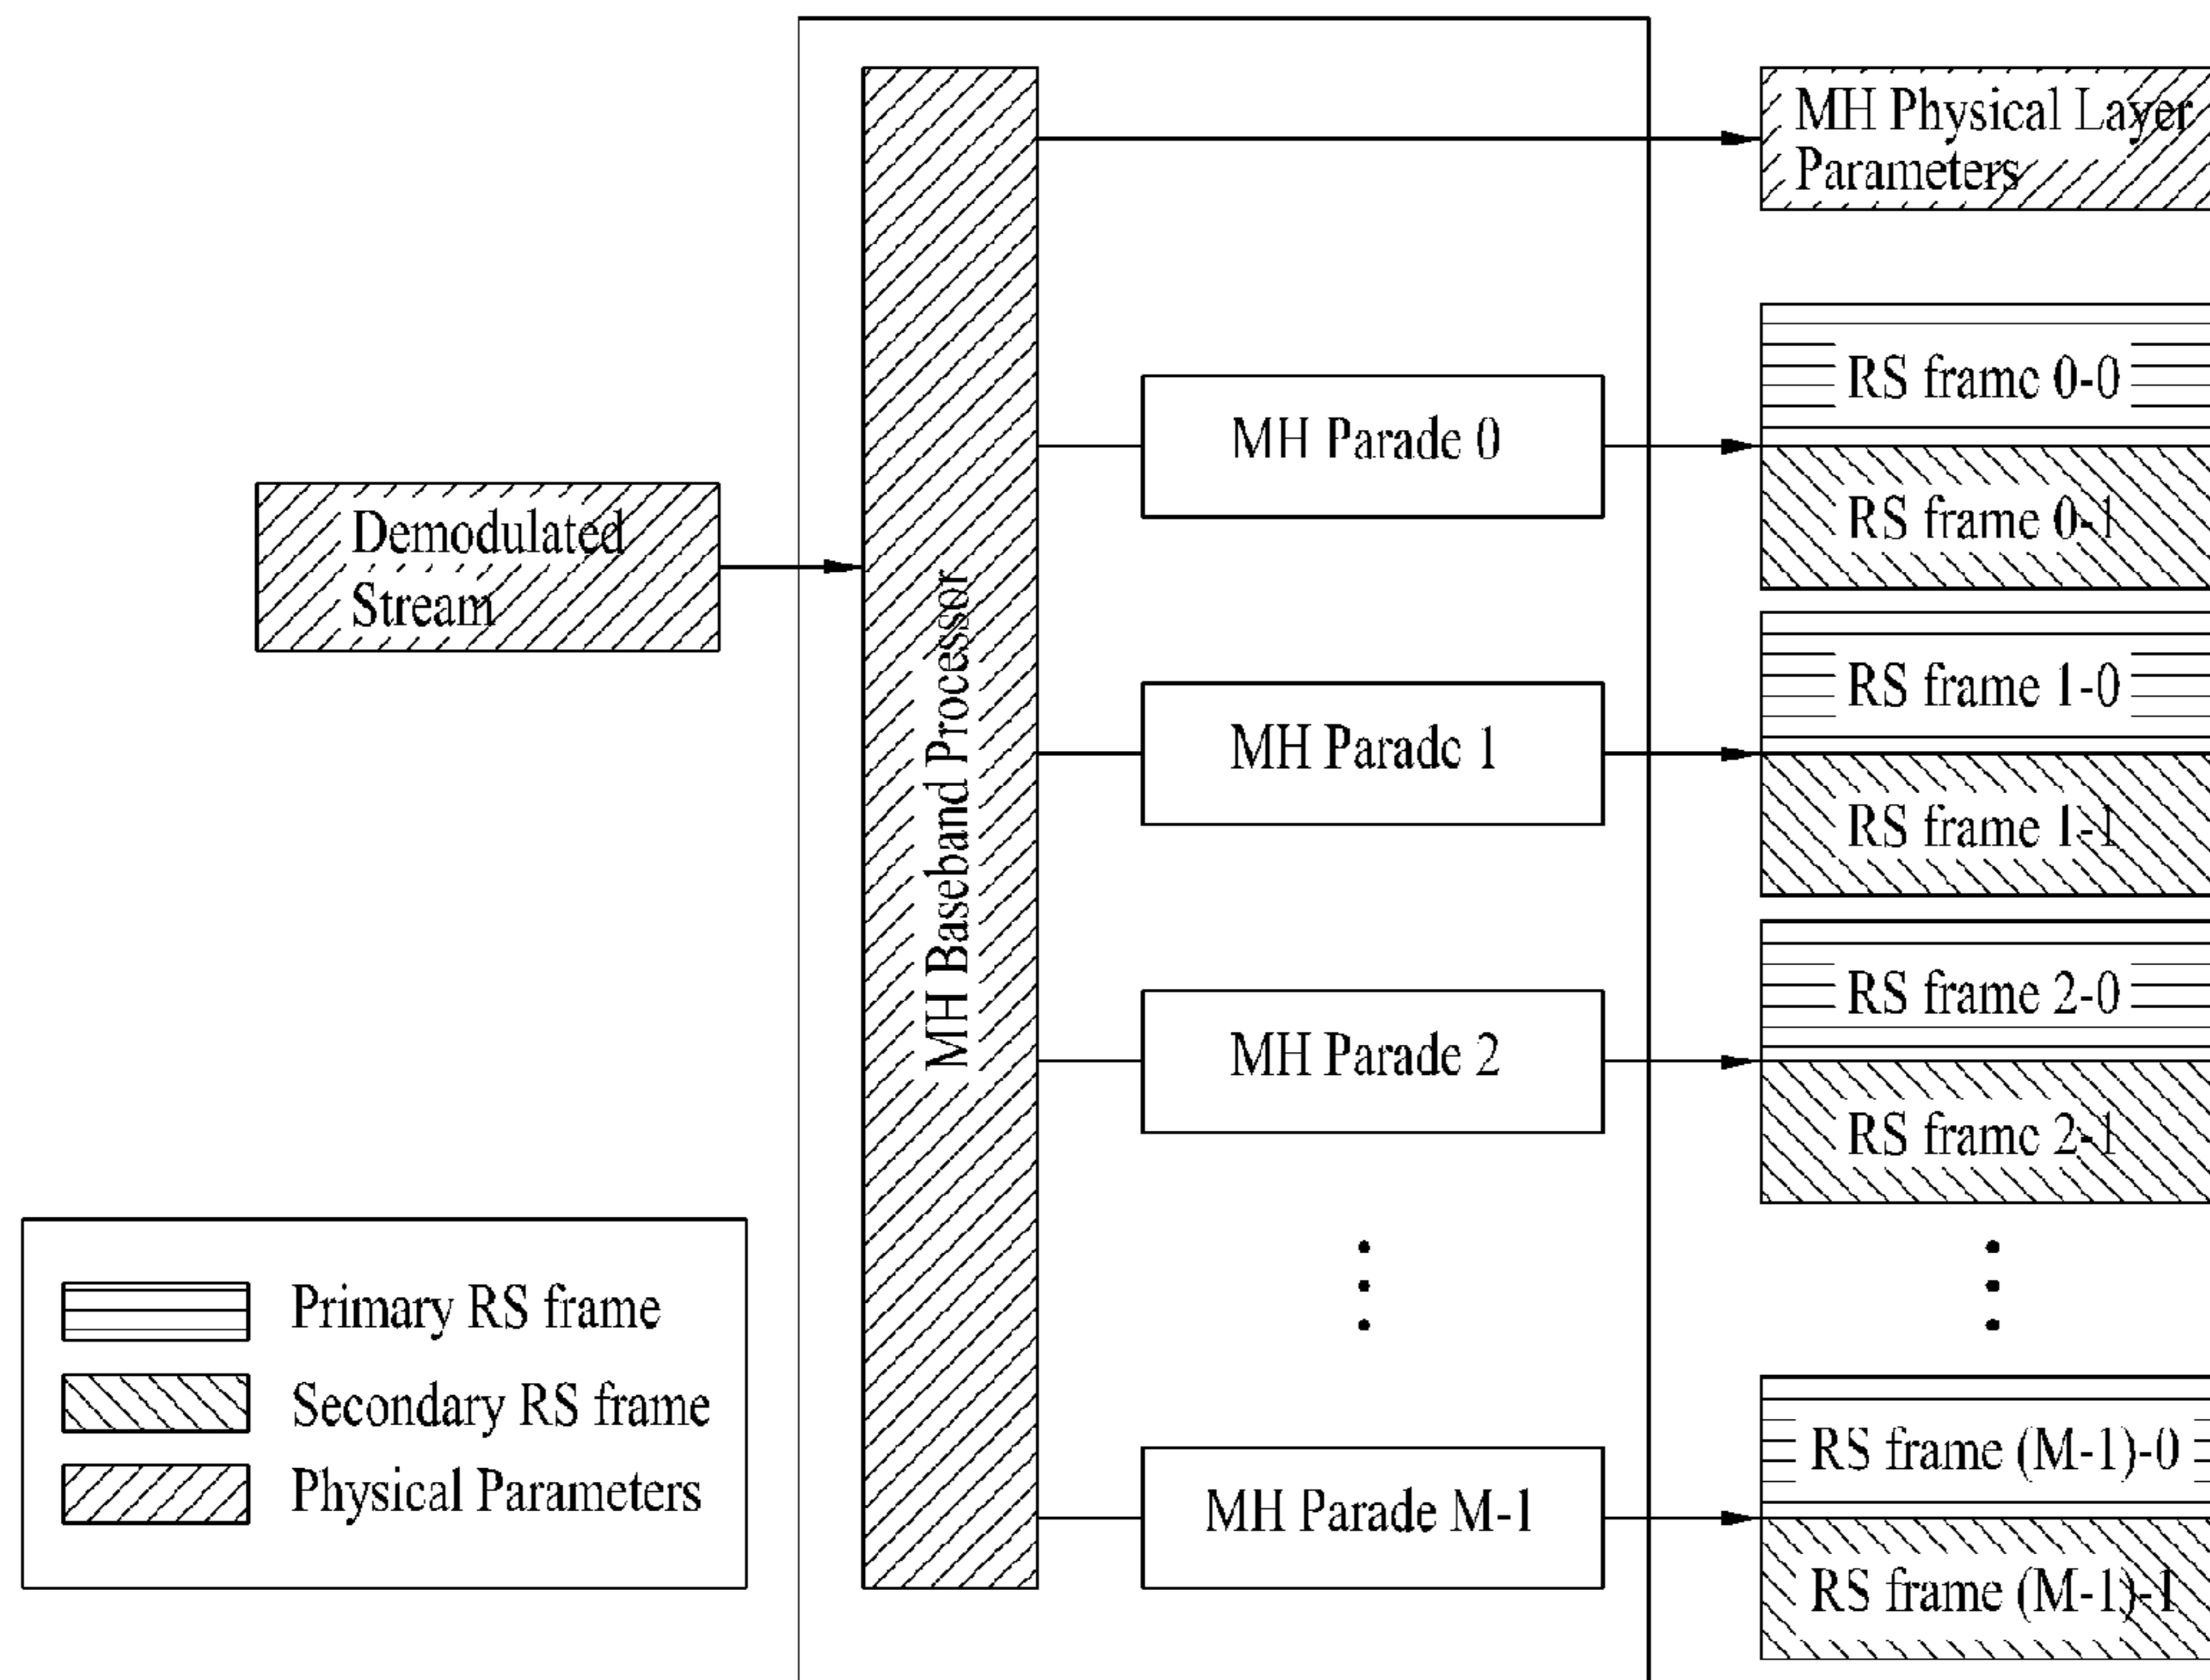 MH Physical Layer
Parameters
RS frame 0-0
MH Parade 0
RS frame 0-1
Demodulated
Stream
MH Baseband Processor
RS frame 1-0
MH Parade 1
RS frame 1-1
RS frame 2-0
MH Parade 2
RS frame 2-1
Primary RS frame
Secondary RS frame
Physical Parameters
RS frame (M-1)-0
MH Parade M-1
RS frame (M-1)-1